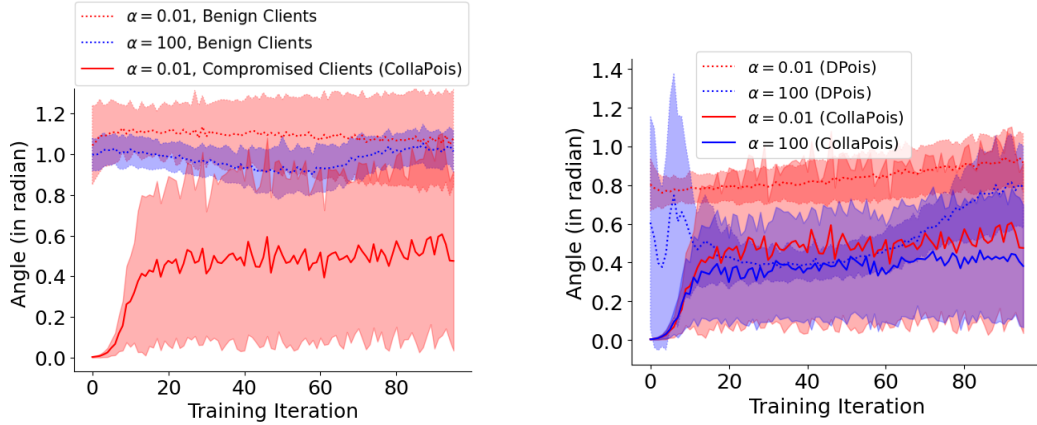 α = 0.01, Benign Clients
α = 100, Benign Clients
α = 0.01, Compromised Clients (CollaPois)
Angle (in radian)
1.2
1.0
0.8
0.6
0.4
0.2
0.0
0 20 40 60 80
Training Iteration
α = 0.01 (DPois)
α = 100 (DPois)
α = 0.01 (CollaPois)
α = 100 (CollaPois)
Angle (in radian)
1.4
1.2
1.0
0.8
0.6
0.4
0.2
0.0
0 20 40 60 80
Training Iteration